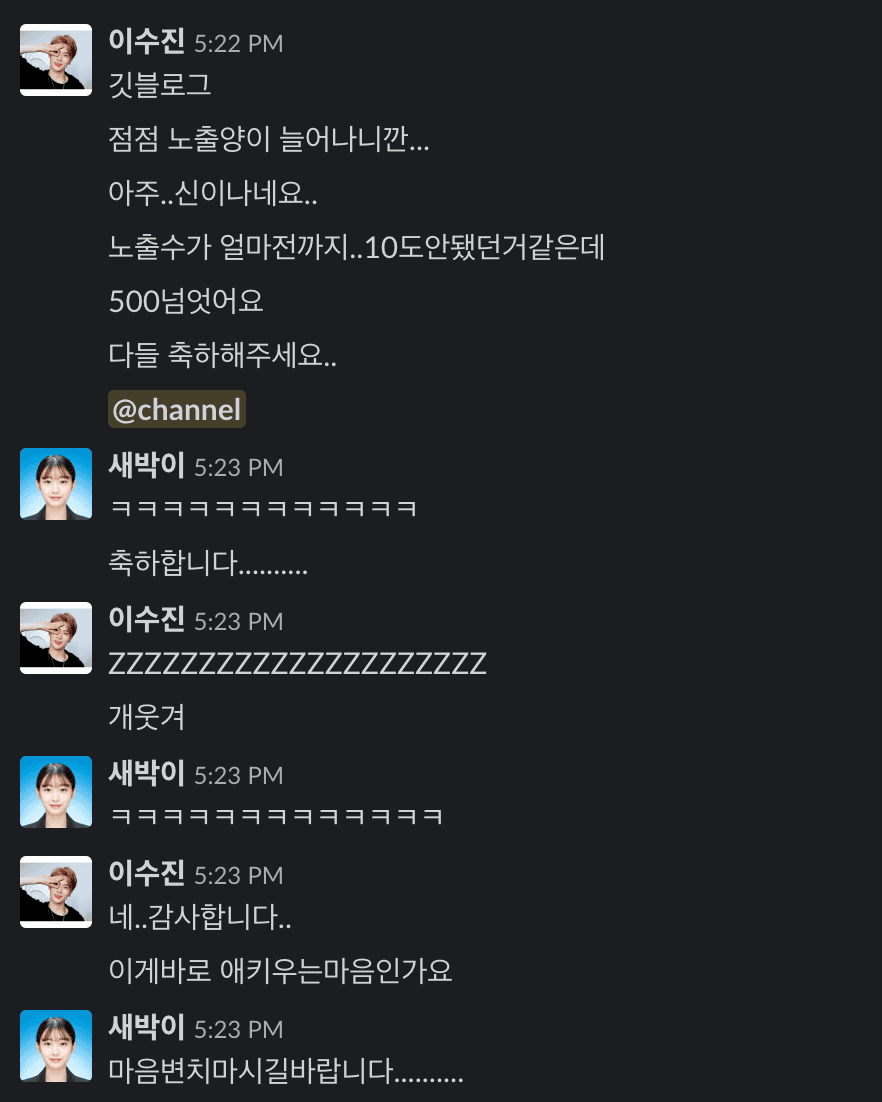 이수진 5:22 PM
깃블로그
점점 노출양이 늘어나니깐...
아주..신이나네요..
노출수가 얼마전까지..10도안됐던거같은데
500넘엇어요
다들 축하해주세요..
@channel
새박이 5:23 PM
ㅋㅋㅋㅋㅋㅋㅋㅋㅋㅋㅋㅋ
축하합니다..........
이수진 5:23 PM
ZZZZZZZZZZZZZZZZZZZZZ
개웃겨
새박이 5:23 PM
ㅋㅋㅋㅋㅋㅋㅋㅋㅋㅋㅋㅋㅋ
이수진 5:23 PM
네..감사합니다..
이게바로 애키우는마음인가요
새박이 5:23 PM
마음변치마시길바랍니다..........